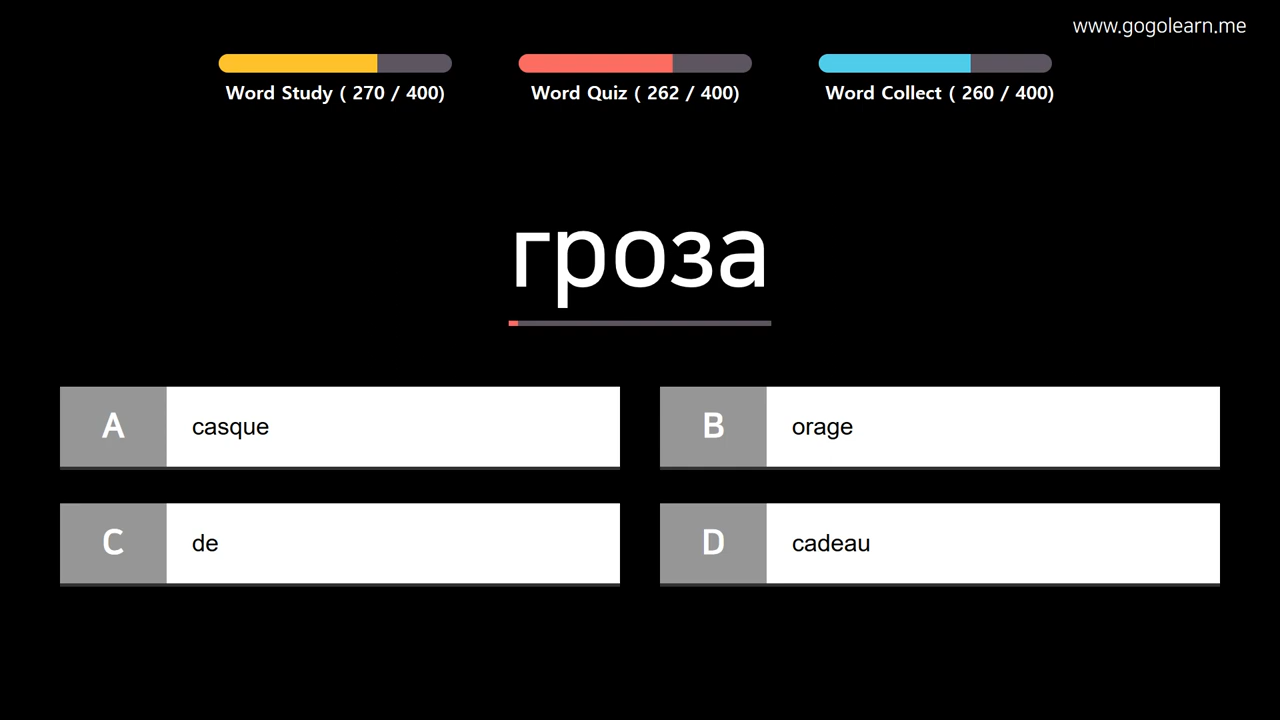 www.gogolearn.me
Word Study ( 270 / 400)
Word Quiz ( 262 / 400)
Word Collect ( 260 / 400)
гроза
A
casque
B
orage
C
de
D
cadeau